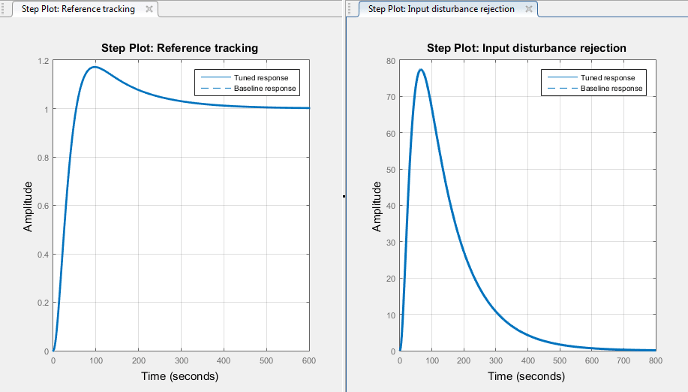 Step Plot: Reference tracking
Step Plot: Input disturbance rejection
Step Plot: Reference tracking
Tuned response
Baseline response
Amplitude
1.2
1
0.8
0.6
0.4
0.2
0
0 100 200 300 400 500 600
Time (seconds)
Step Plot: Input disturbance rejection
Tuned response
Baseline response
Amplitude
80
70
60
50
40
30
20
10
0
0 100 200 300 400 500 600 700 800
Time (seconds)